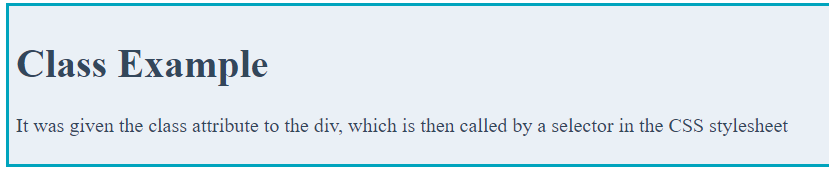 Class Example
It was given the class attribute to the div, which is then called by a selector in the CSS stylesheet